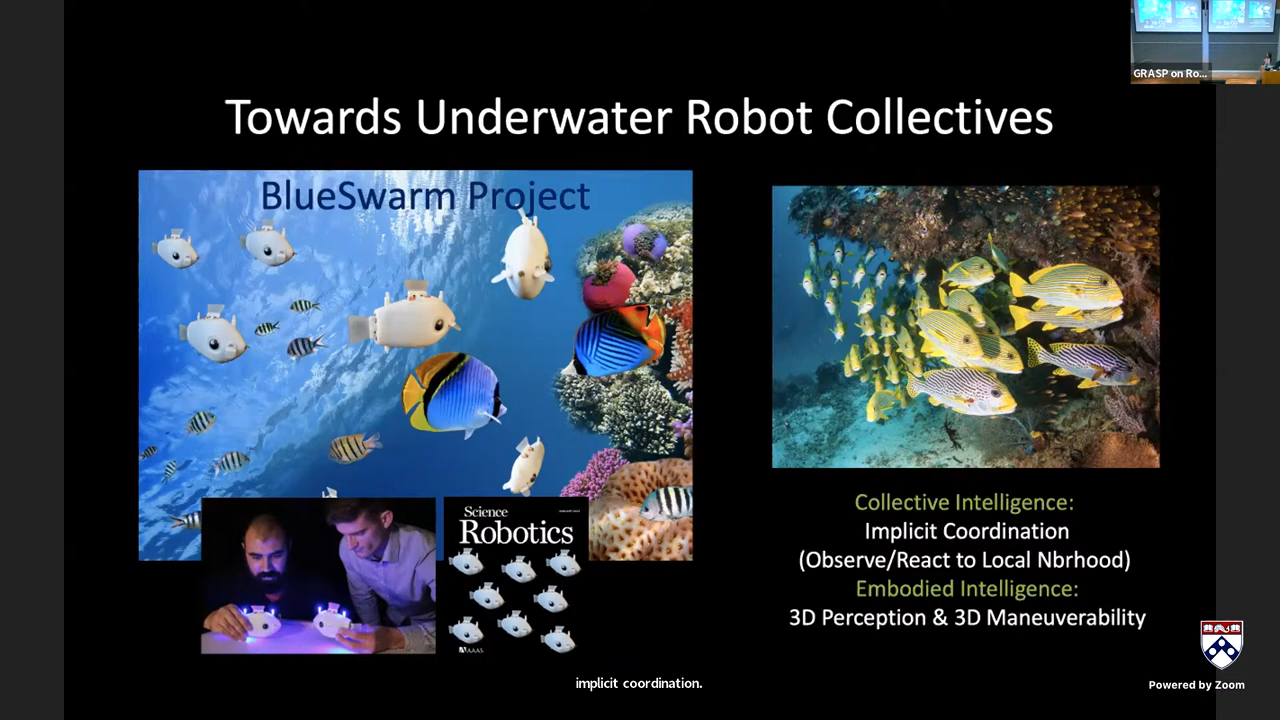 GRASP on Ro...
Towards Underwater Robot Collectives
BlueSwarm Project
Science
Robotics
AAAS
Collective Intelligence:
Implicit Coordination
(Observe/React to Local Nbrhood)
Embodied Intelligence:
3D Perception & 3D Maneuverability
implicit coordination.
Powered by Zoom